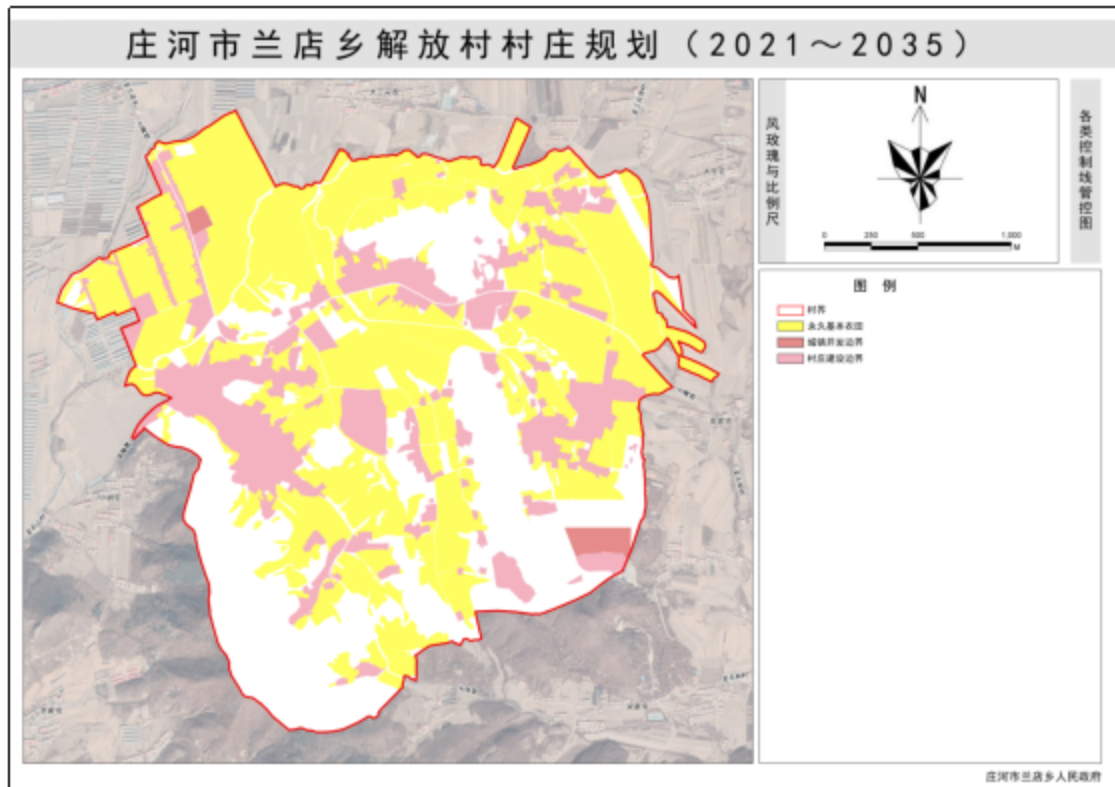 庄河市兰店乡解放村村庄规划（2021～2035）
风玫瑰与比例尺
N
0 250 500 1,000
M
各类控制线管控图
图 例
村界
永久基本农田
城镇开发边界
村庄建设边界
庄河市兰店乡人民政府